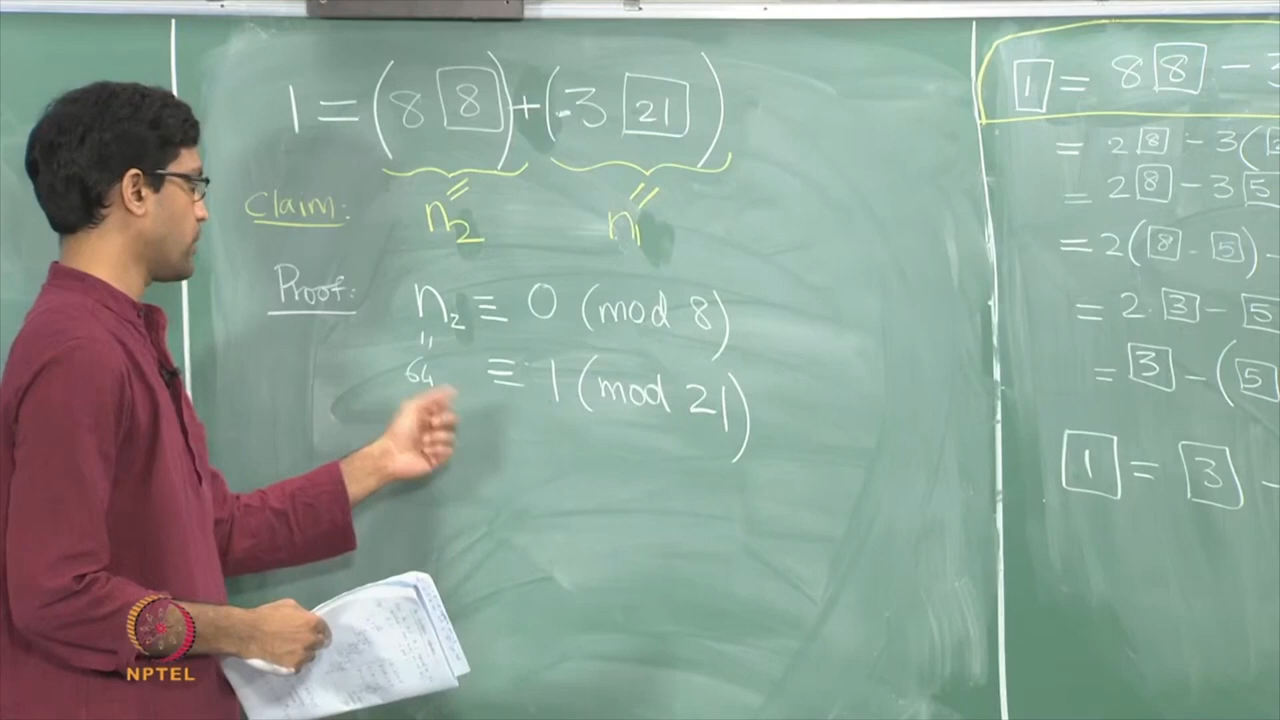 1 = (8 8) + (-3 21)
Claim: n₂ n₁
Proof: n₂ ≡ 0 (mod 8)
"
64 ≡ 1 (mod 21)
1 = 8 8 - 3
= 2 8 - 3(
= 2 8 - 3 5
= 2(8 - 5) -
= 2·3 - 5
= 3 - (5
1 = 3 -
NPTEL